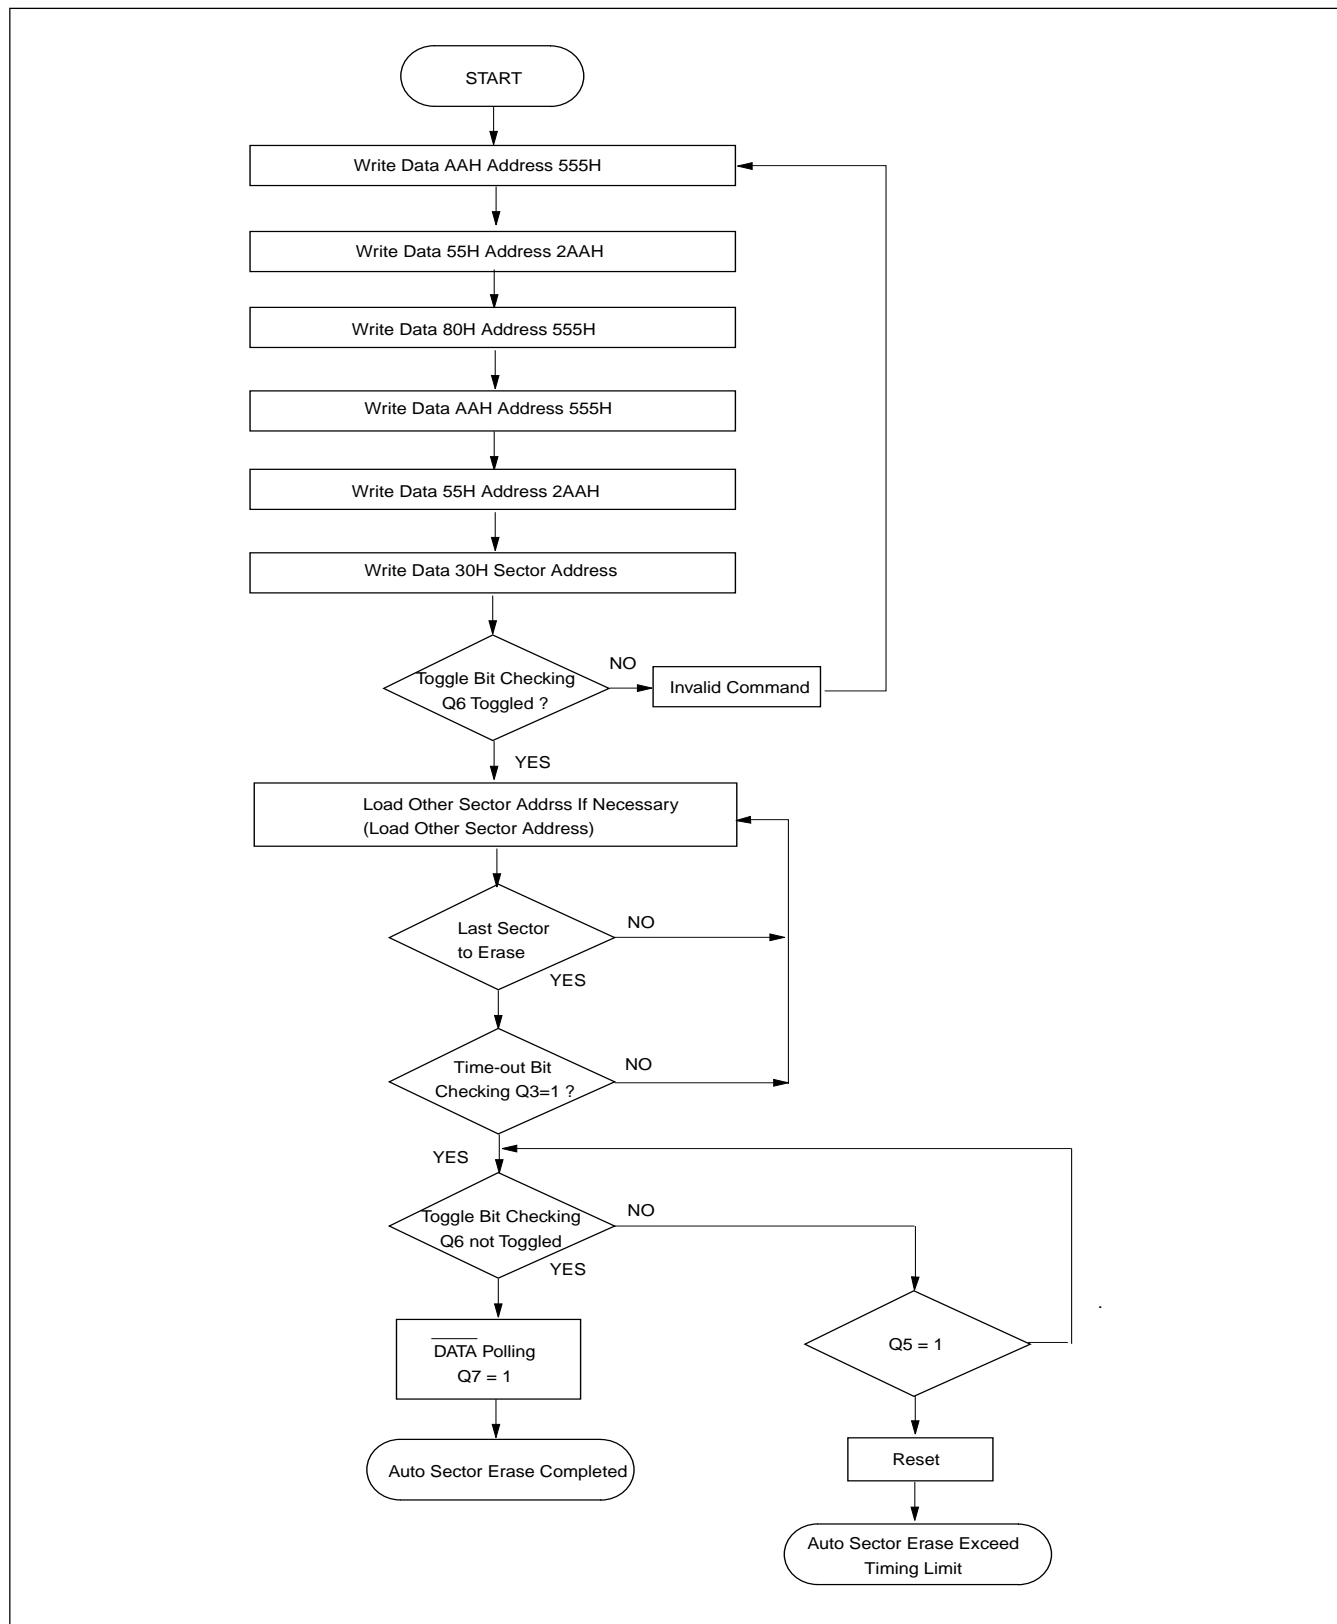 START
Write Data AAH Address 555H
Write Data 55H Address 2AAH
Write Data 80H Address 555H
Write Data AAH Address 555H
Write Data 55H Address 2AAH
Write Data 30H Sector Address
Toggle Bit Checking
Q6 Toggled ?
NO
Invalid Command
YES
Load Other Sector Addrss If Necessary
(Load Other Sector Address)
Last Sector
to Erase
NO
YES
Time-out Bit
Checking Q3=1 ?
NO
YES
Toggle Bit Checking
Q6 not Toggled
NO
YES
Q5 = 1
DATA Polling
Q7 = 1
Reset
Auto Sector Erase Completed
Auto Sector Erase Exceed
Timing Limit